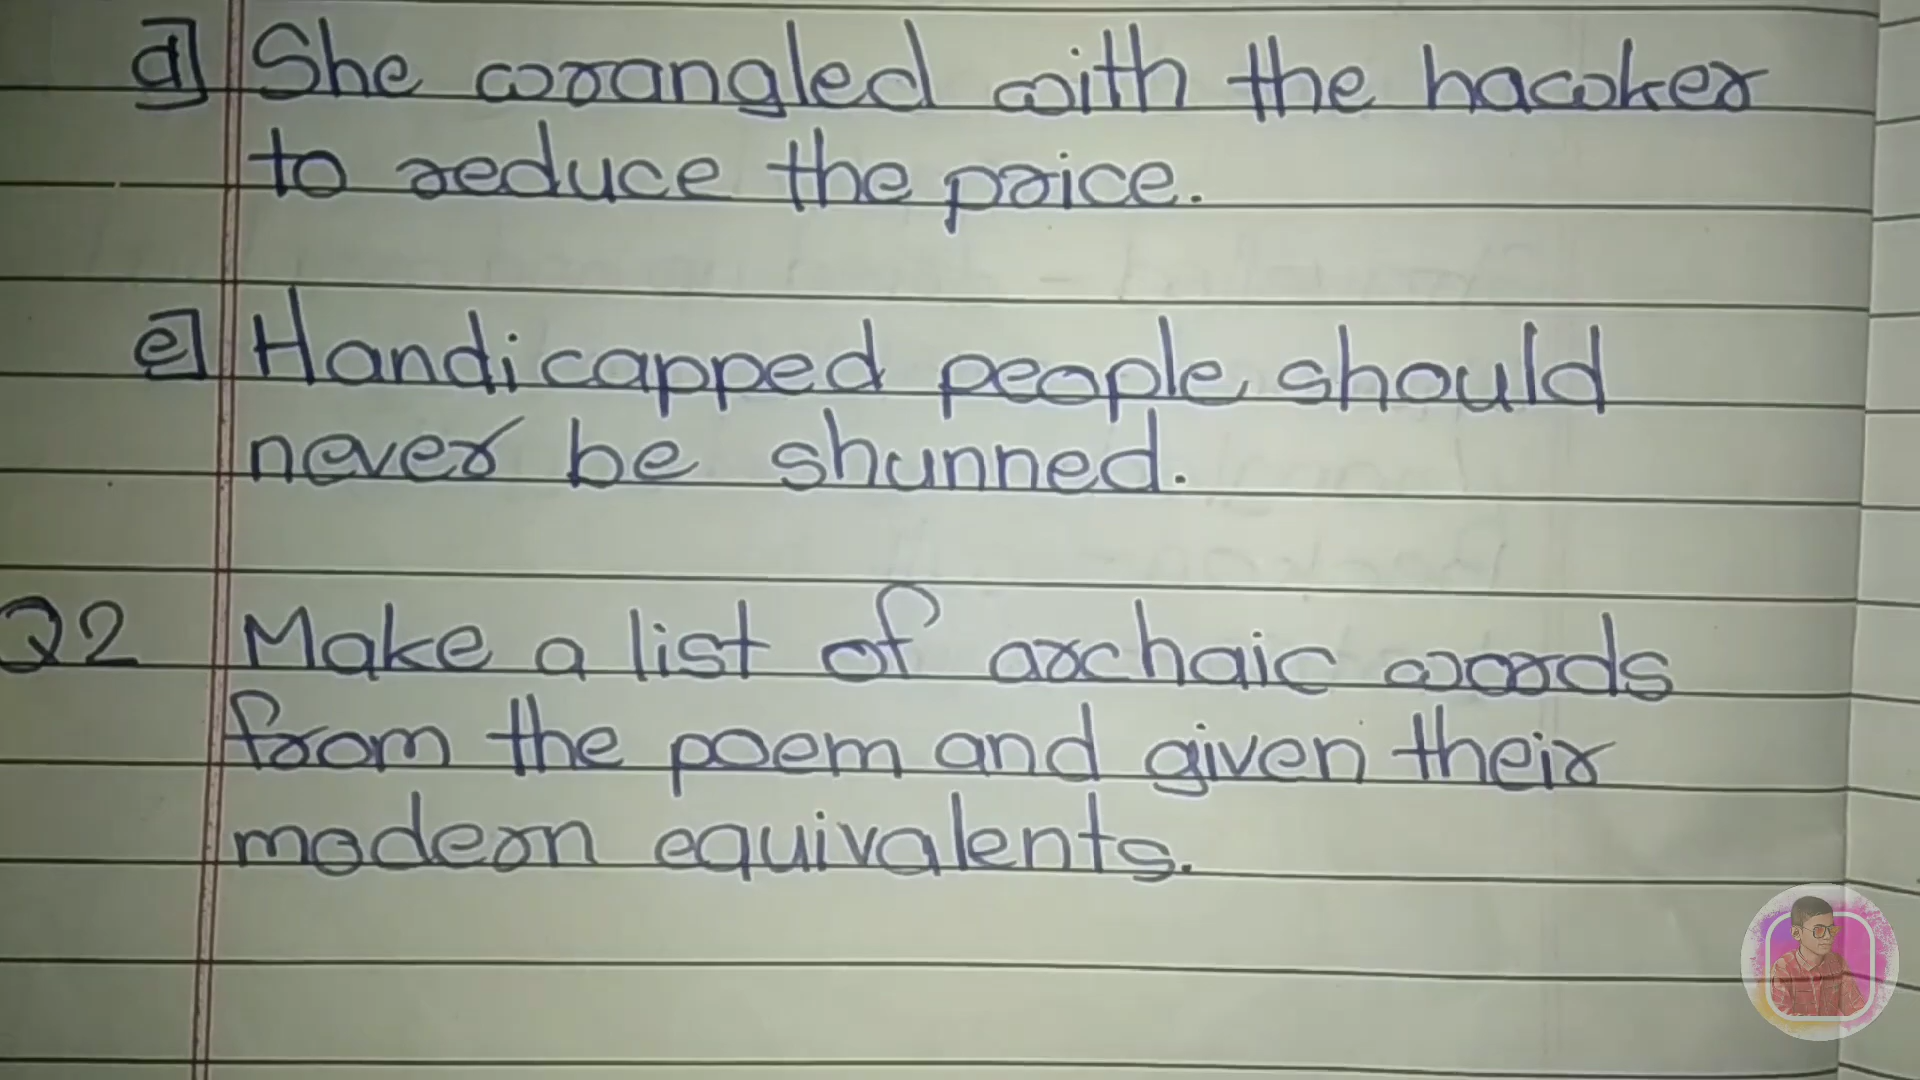 d] She wrangled with the hawker
to reduce the price.
e] Handicapped people should
never be shunned.
Q2 Make a list of archaic words
from the poem and given their
modern equivalents.